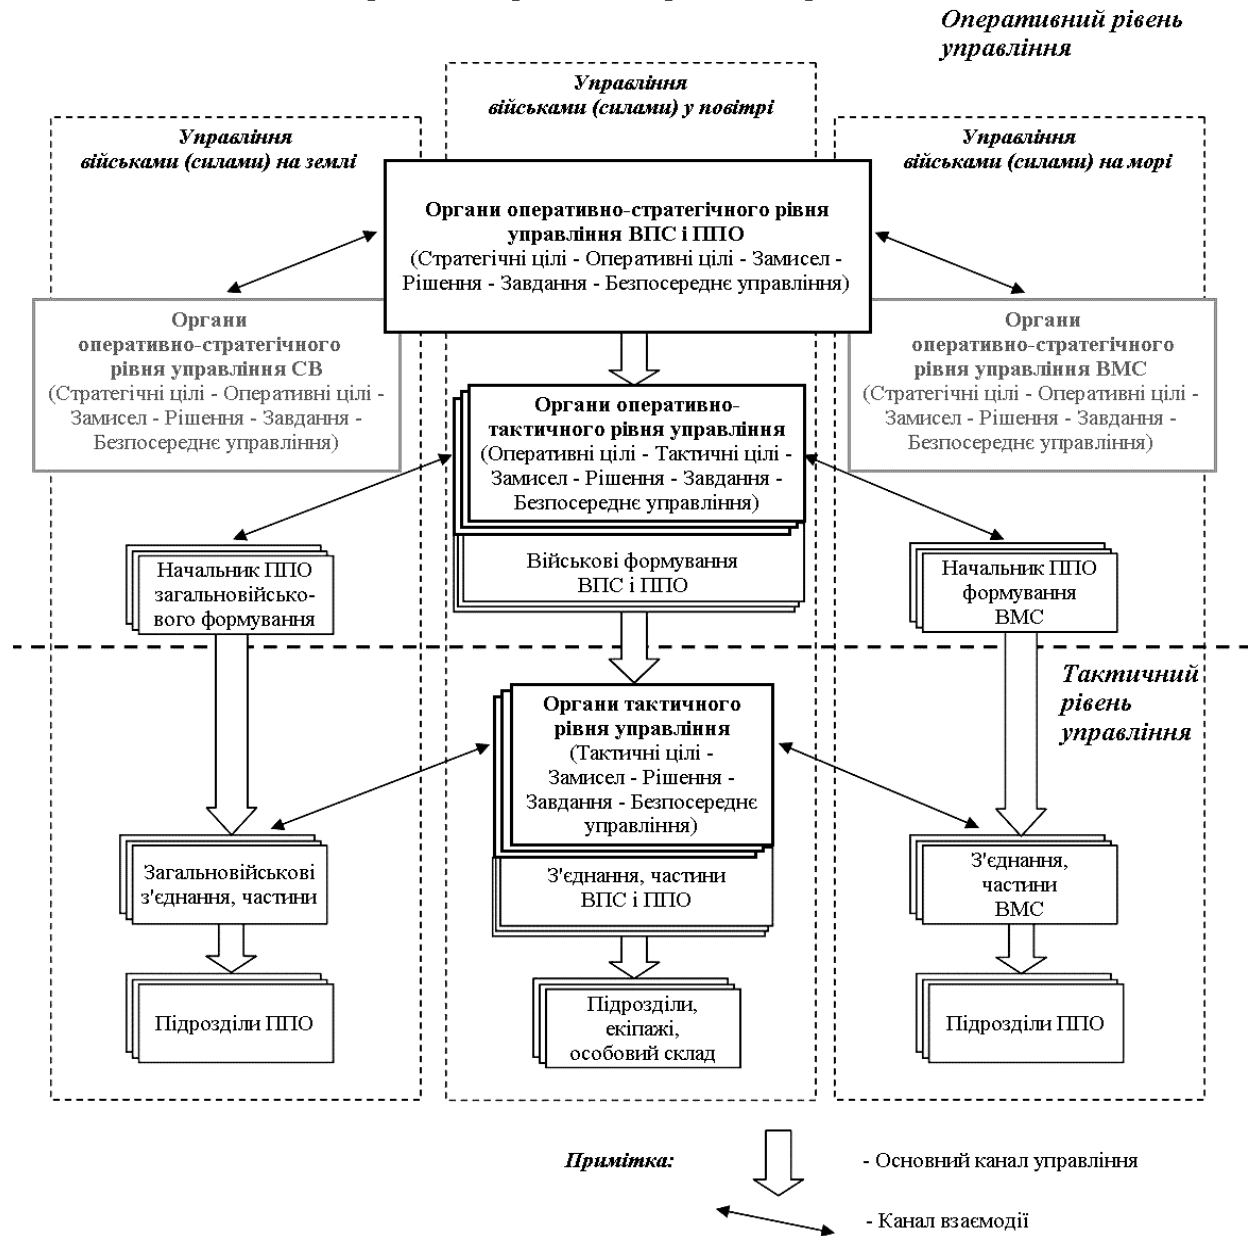 Оперативний рівень
управління
Управління
військами (силами) у повітрі
Управління
військами (силами) на землі
Управління
військами (силами) на морі
Органи оперативно-стратегічного рівня
управління ВПС і ППО
(Стратегічні цілі - Оперативні цілі - Замисел -
Рішення - Завдання - Безпосереднє управління)
Органи
оперативно-стратегічного
рівня управління СВ
(Стратегічні цілі - Оперативні цілі -
Замисел - Рішення - Завдання -
Безпосереднє управління)
Органи
оперативно-стратегічного
рівня управління ВМС
(Стратегічні цілі - Оперативні цілі -
Замисел - Рішення - Завдання -
Безпосереднє управління)
Органи оперативно-
тактичного рівня управління
(Оперативні цілі - Тактичні цілі -
Замисел - Рішення - Завдання -
Безпосереднє управління)
Військові формування
ВПС і ППО
Начальник ППО
загальновійсько-
вого формування
Начальник ППО
формування
ВМС
Тактичний
рівень
управління
Органи тактичного
рівня управління
(Тактичні цілі -
Замисел - Рішення -
Завдання - Безпосереднє
управління)
З'єднання, частини
ВПС і ППО
Загальновійськові
з'єднання, частини
З'єднання,
частини
ВМС
Підрозділи ППО
Підрозділи,
екіпажі,
особовий склад
Підрозділи ППО
Примітка:
- Основний канал управління
- Канал взаємодії